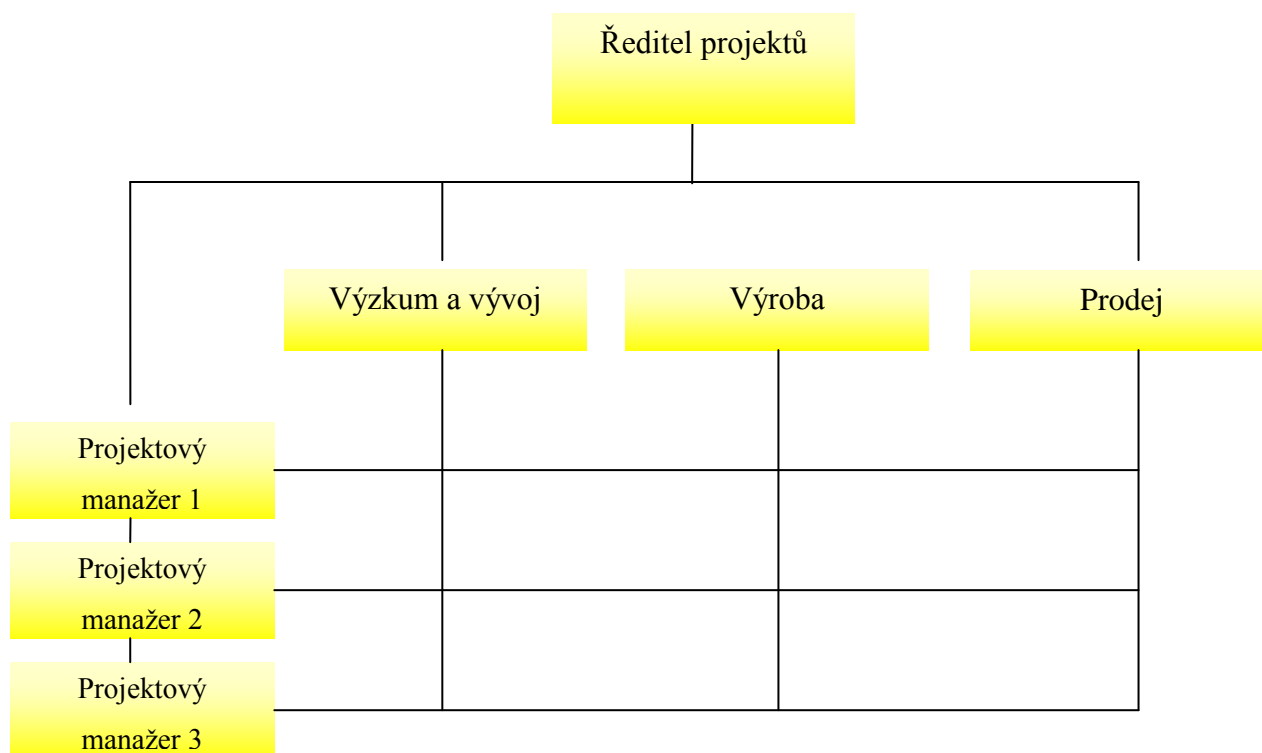 Ředitel projektů
Výzkum a vývoj
Výroba
Prodej
Projektový
manažer 1
Projektový
manažer 2
Projektový
manažer 3